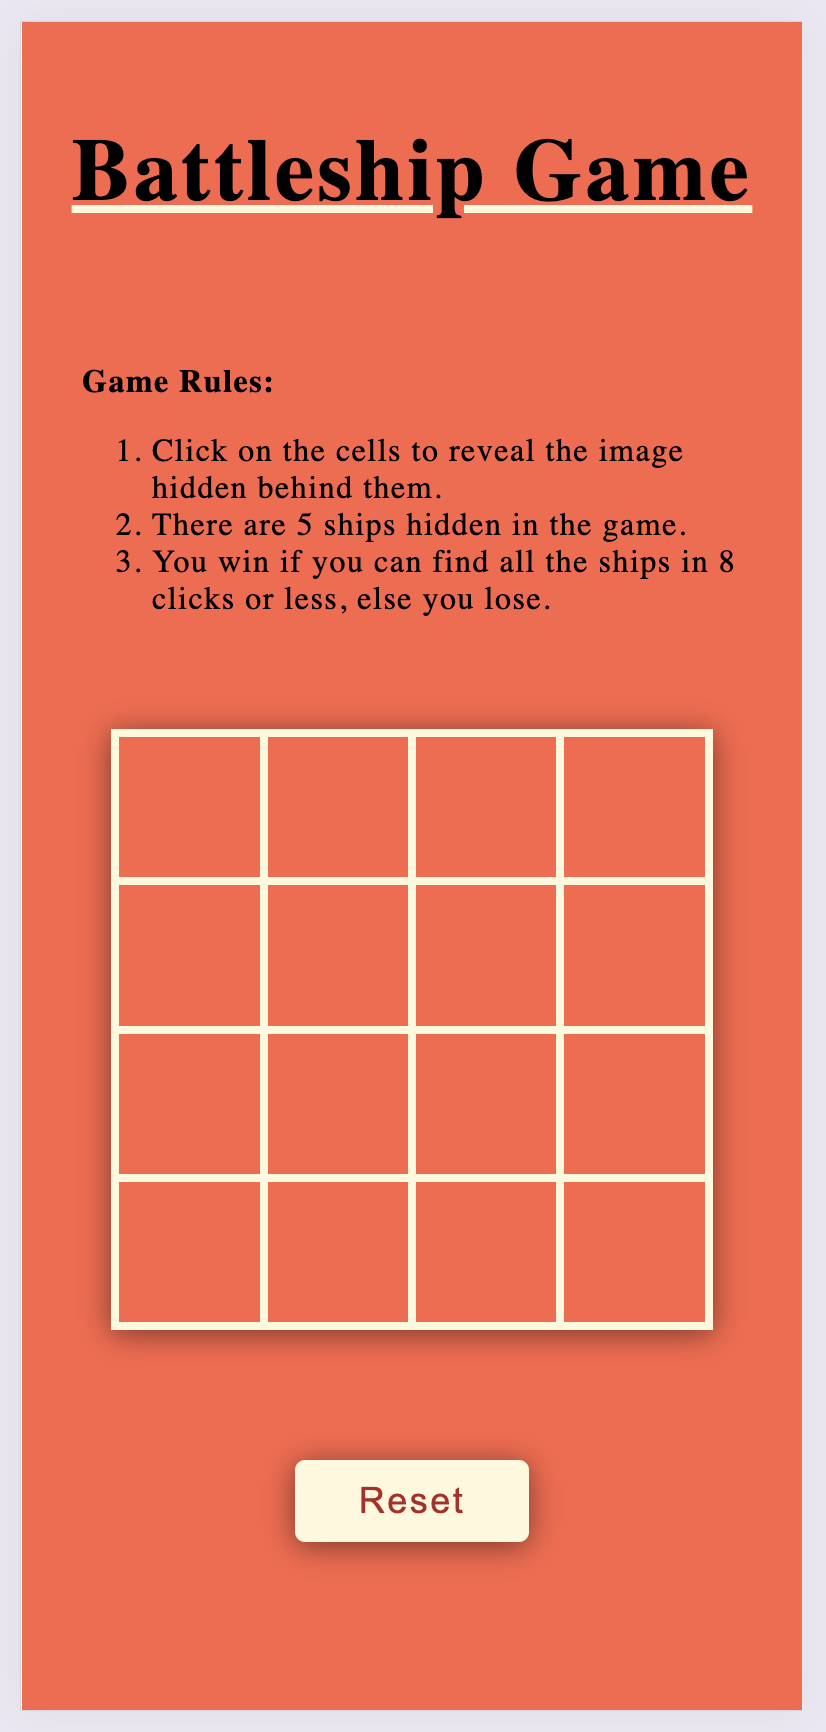 Battleship Game
Game Rules:
1. Click on the cells to reveal the image
hidden behind them.
2. There are 5 ships hidden in the game.
3. You win if you can find all the ships in 8
clicks or less, else you lose.
Reset